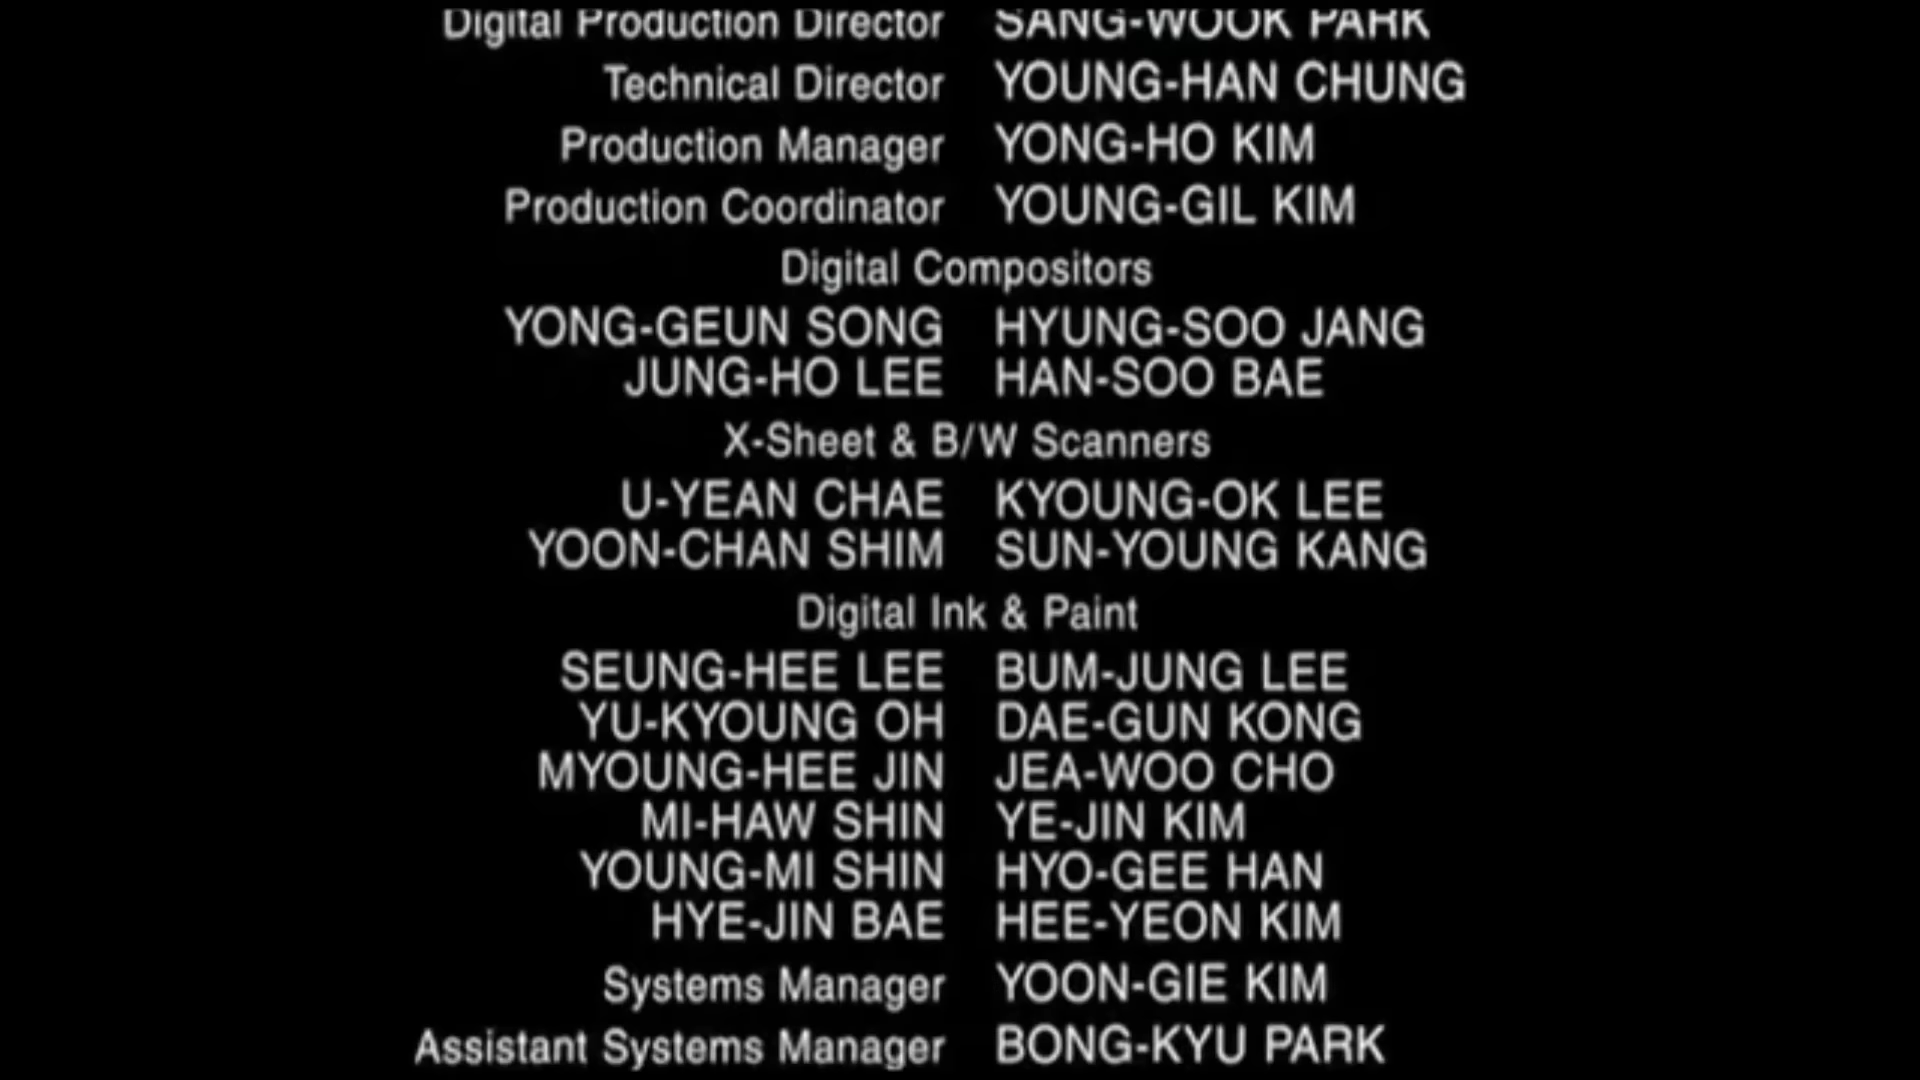 Digital Production Director SANG-WOOK PARK
Technical Director YOUNG-HAN CHUNG
Production Manager YONG-HO KIM
Production Coordinator YOUNG-GIL KIM
Digital Compositors
YONG-GEUN SONG HYUNG-SOO JANG
JUNG-HO LEE HAN-SOO BAE
X-Sheet & B/W Scanners
U-YEAN CHAE KYOUNG-OK LEE
YOON-CHAN SHIM SUN-YOUNG KANG
Digital Ink & Paint
SEUNG-HEE LEE BUM-JUNG LEE
YU-KYOUNG OH DAE-GUN KONG
MYOUNG-HEE JIN JEA-WOO CHO
MI-HAW SHIN YE-JIN KIM
YOUNG-MI SHIN HYO-GEE HAN
HYE-JIN BAE HEE-YEON KIM
Systems Manager YOON-GIE KIM
Assistant Systems Manager BONG-KYU PARK